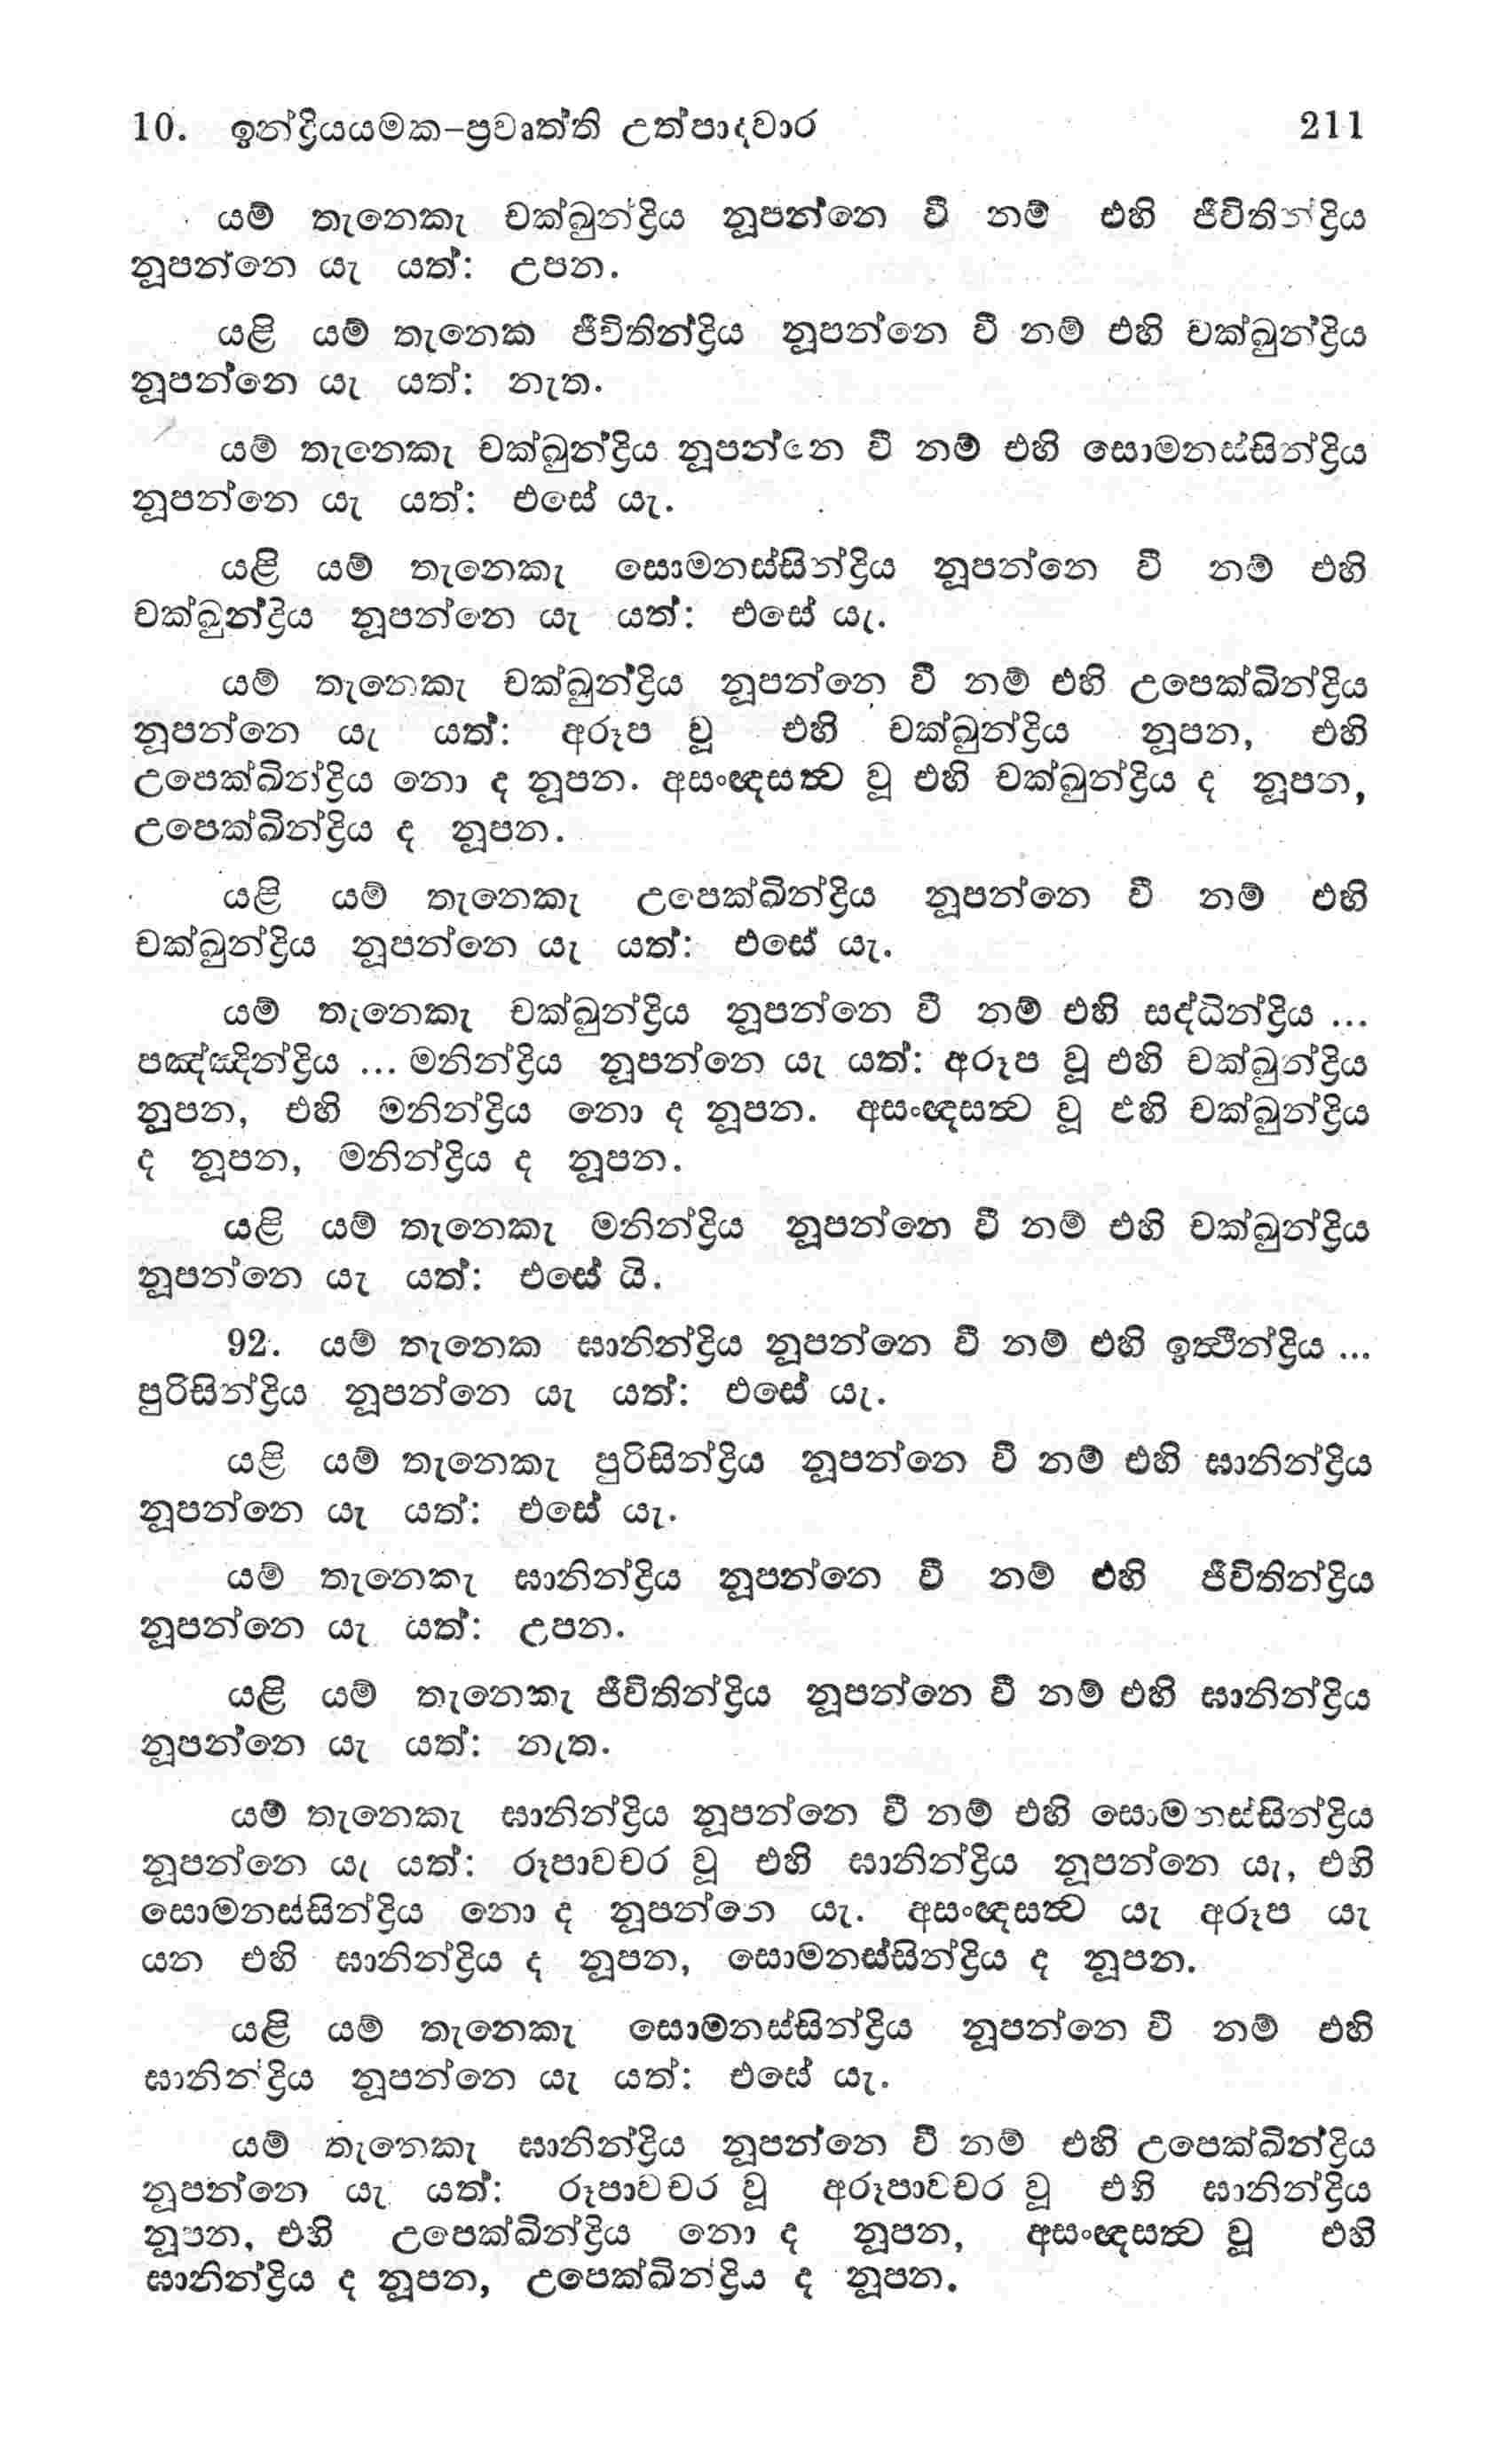 10. ඉන්ද්‍රියයමක-ප්‍රවෘත්ති උත්පාදවාර 211
යම් තැනෙකැ චක්ඛුන්ද්‍රිය නූපන්නෙ වී නම් එහි ජීවිතින්ද්‍රිය
නූපන්නෙ යැ යත්: උපන.
යළි යම් තැනෙක ජීවිතින්ද්‍රිය නූපන්නෙ වී නම් එහි චක්ඛුන්ද්‍රිය
නූපන්නෙ යැ යත්: නැත.
යම් තැනෙකැ චක්ඛුන්ද්‍රිය නූපන්නෙ වී නම් එහි සොමනස්සින්ද්‍රිය
නූපන්නෙ යැ යත්: එසේ යැ.
යළි යම් තැනෙකැ සොමනස්සින්ද්‍රිය නූපන්නෙ වී නම් එහි
චක්ඛුන්ද්‍රිය නූපන්නෙ යැ යත්: එසේ යැ.
යම් තැනෙකැ චක්ඛුන්ද්‍රිය නූපන්නෙ වී නම් එහි උපෙක්ඛින්ද්‍රිය
නූපන්නෙ යැ යත්: අරූප වූ එහි චක්ඛුන්ද්‍රිය නූපන, එහි
උපෙක්ඛින්ද්‍රිය නො ද නූපන. අසංඥසත්‍ව වූ එහි චක්ඛුන්ද්‍රිය ද නූපන,
උපෙක්ඛින්ද්‍රිය ද නූපන.
යළි යම් තැනෙකැ උපෙක්ඛින්ද්‍රිය නූපන්නෙ වී නම් එහි
චක්ඛුන්ද්‍රිය නූපන්නෙ යැ යත්: එසේ යැ.
යම් තැනෙකැ චක්ඛුන්ද්‍රිය නූපන්නෙ වී නම් එහි සද්ධින්ද්‍රිය ...
පඤ්ඤින්ද්‍රිය ... මනින්ද්‍රිය නූපන්නෙ යැ යත්: අරූප වූ එහි චක්ඛුන්ද්‍රිය
නූපන, එහි මනින්ද්‍රිය නො ද නූපන. අසංඥසත්‍ව වූ එහි චක්ඛුන්ද්‍රිය
ද නූපන, මනින්ද්‍රිය ද නූපන.
යළි යම් තැනෙකැ මනින්ද්‍රිය නූපන්නෙ වී නම් එහි චක්ඛුන්ද්‍රිය
නූපන්නෙ යැ යත්: එසේ යි.
92. යම් තැනෙක ඝානින්ද්‍රිය නූපන්නෙ වී නම් එහි ඉත්‍ථින්ද්‍රිය ...
පුරිසින්ද්‍රිය නූපන්නෙ යැ යත්: එසේ යැ.
යළි යම් තැනෙකැ පුරිසින්ද්‍රිය නූපන්නෙ වී නම් එහි ඝානින්ද්‍රිය
නූපන්නෙ යැ යත්: එසේ යැ.
යම් තැනෙකැ ඝානින්ද්‍රිය නූපන්නෙ වී නම් එහි ජීවිතින්ද්‍රිය
නූපන්නෙ යැ යත්: උපන.
යළි යම් තැනෙකැ ජීවිතින්ද්‍රිය නූපන්නෙ වී නම් එහි ඝානින්ද්‍රිය
නූපන්නෙ යැ යත්: නැත.
යම් තැනෙකැ ඝානින්ද්‍රිය නූපන්නෙ වී නම් එහි සොමනස්සින්ද්‍රිය
නූපන්නෙ යැ යත්: රූපාවචර වූ එහි ඝානින්ද්‍රිය නූපන්නෙ යැ, එහි
සොමනස්සින්ද්‍රිය නො ද නූපන්නෙ යැ. අසංඥසත්‍ව යැ අරූප යැ
යන එහි ඝානින්ද්‍රිය ද නූපන, සොමනස්සින්ද්‍රිය ද නූපන.
යළි යම් තැනෙකැ සොමනස්සින්ද්‍රිය නූපන්නෙ වී නම් එහි
ඝානින්ද්‍රිය නූපන්නෙ යැ යත්: එසේ යැ.
යම් තැනෙකැ ඝානින්ද්‍රිය නූපන්නෙ වී නම් එහි උපෙක්ඛින්ද්‍රිය
නූපන්නෙ යැ යත්: රූපාවචර වූ අරූපාවචර වූ එහි ඝානින්ද්‍රිය
නූපන, එහි උපෙක්ඛින්ද්‍රිය නො ද නූපන, අසංඥසත්‍ව වූ එහි
ඝානින්ද්‍රිය ද නූපන, උපෙක්ඛින්ද්‍රිය ද නූපන.